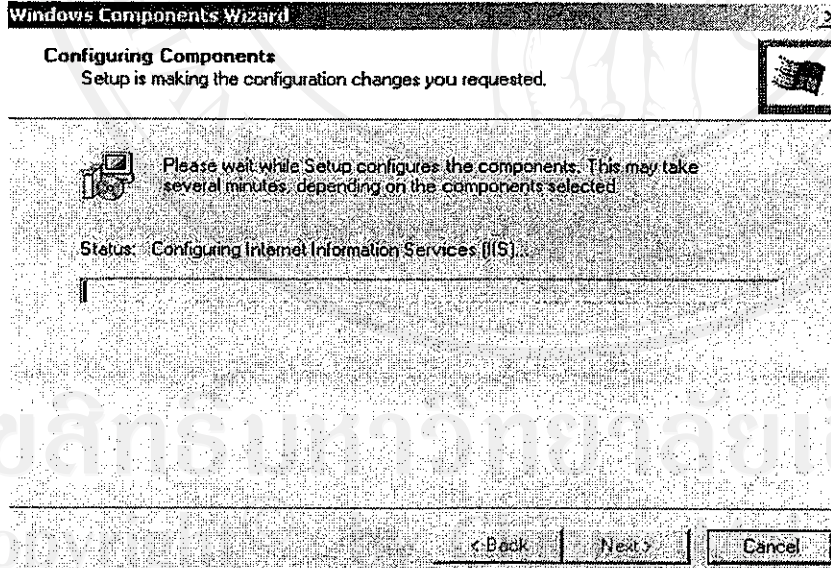 Windows Components Wizard
Configuring Components
Setup is making the configuration changes you requested.
Please wait while Setup configures the components. This may take
several minutes, depending on the components selected.
Status: Configuring Internet Information Services (IIS)...
< Back Next > Cancel